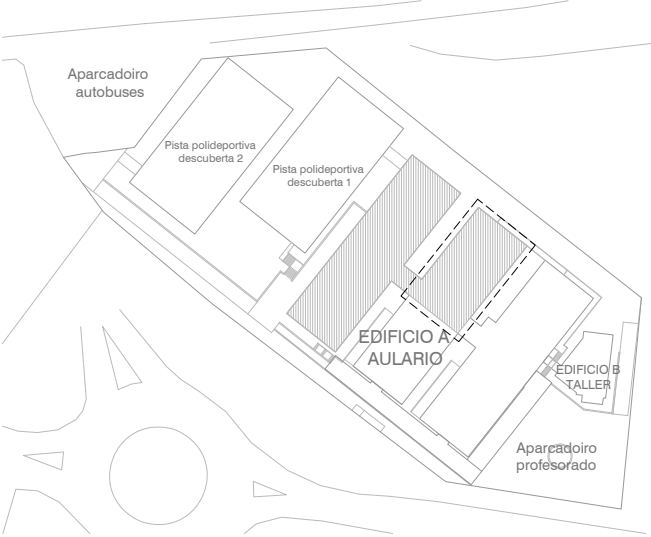 Aparcadoiro
autobuses
Pista polideportiva
descuberta 2
Pista polideportiva
descuberta 1
EDIFICIO A
AULARIO
EDIFICIO B
TALLER
Aparcadoiro
profesorado